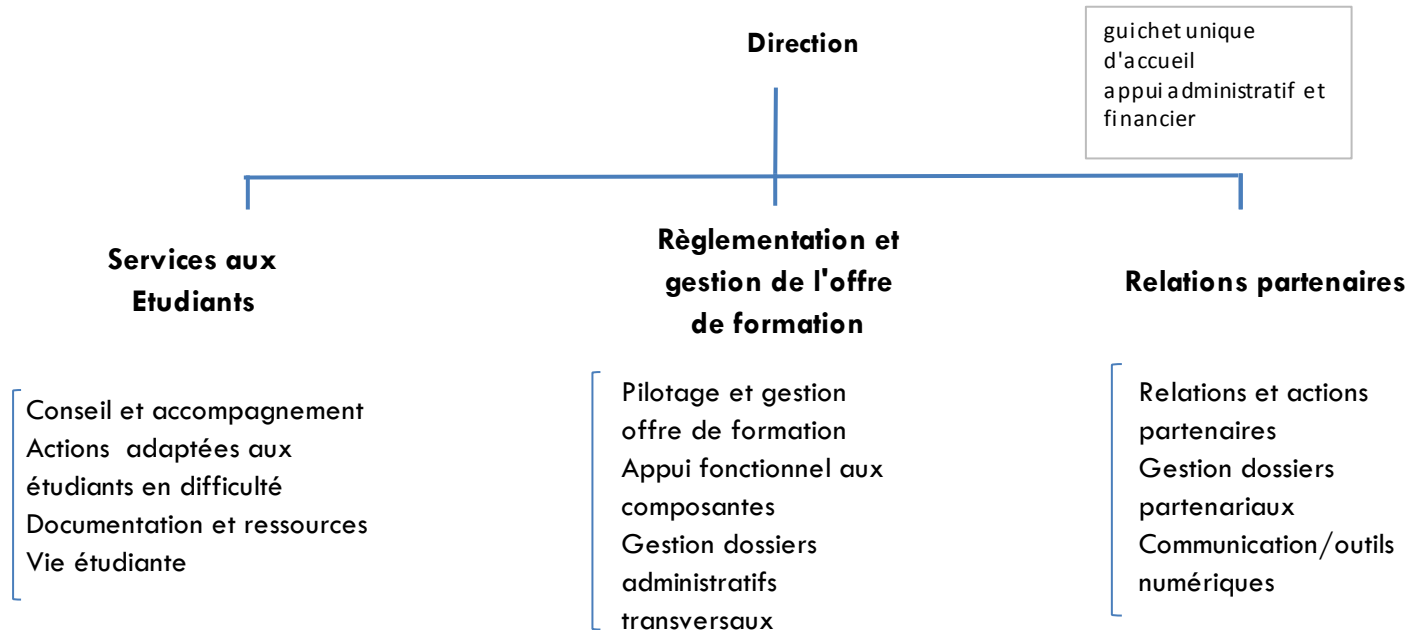 Direction
guichet unique
d'accueil
appui administratif et
financier
Services aux
Etudiants
Règlementation et
gestion de l'offre
de formation
Relations partenaires
Conseil et accompagnement
Actions adaptées aux
étudiants en difficulté
Documentation et ressources
Vie étudiante
Pilotage et gestion
offre de formation
Appui fonctionnel aux
composantes
Gestion dossiers
administratifs
transversaux
Relations et actions
partenaires
Gestion dossiers
partenariaux
Communication/outils
numériques